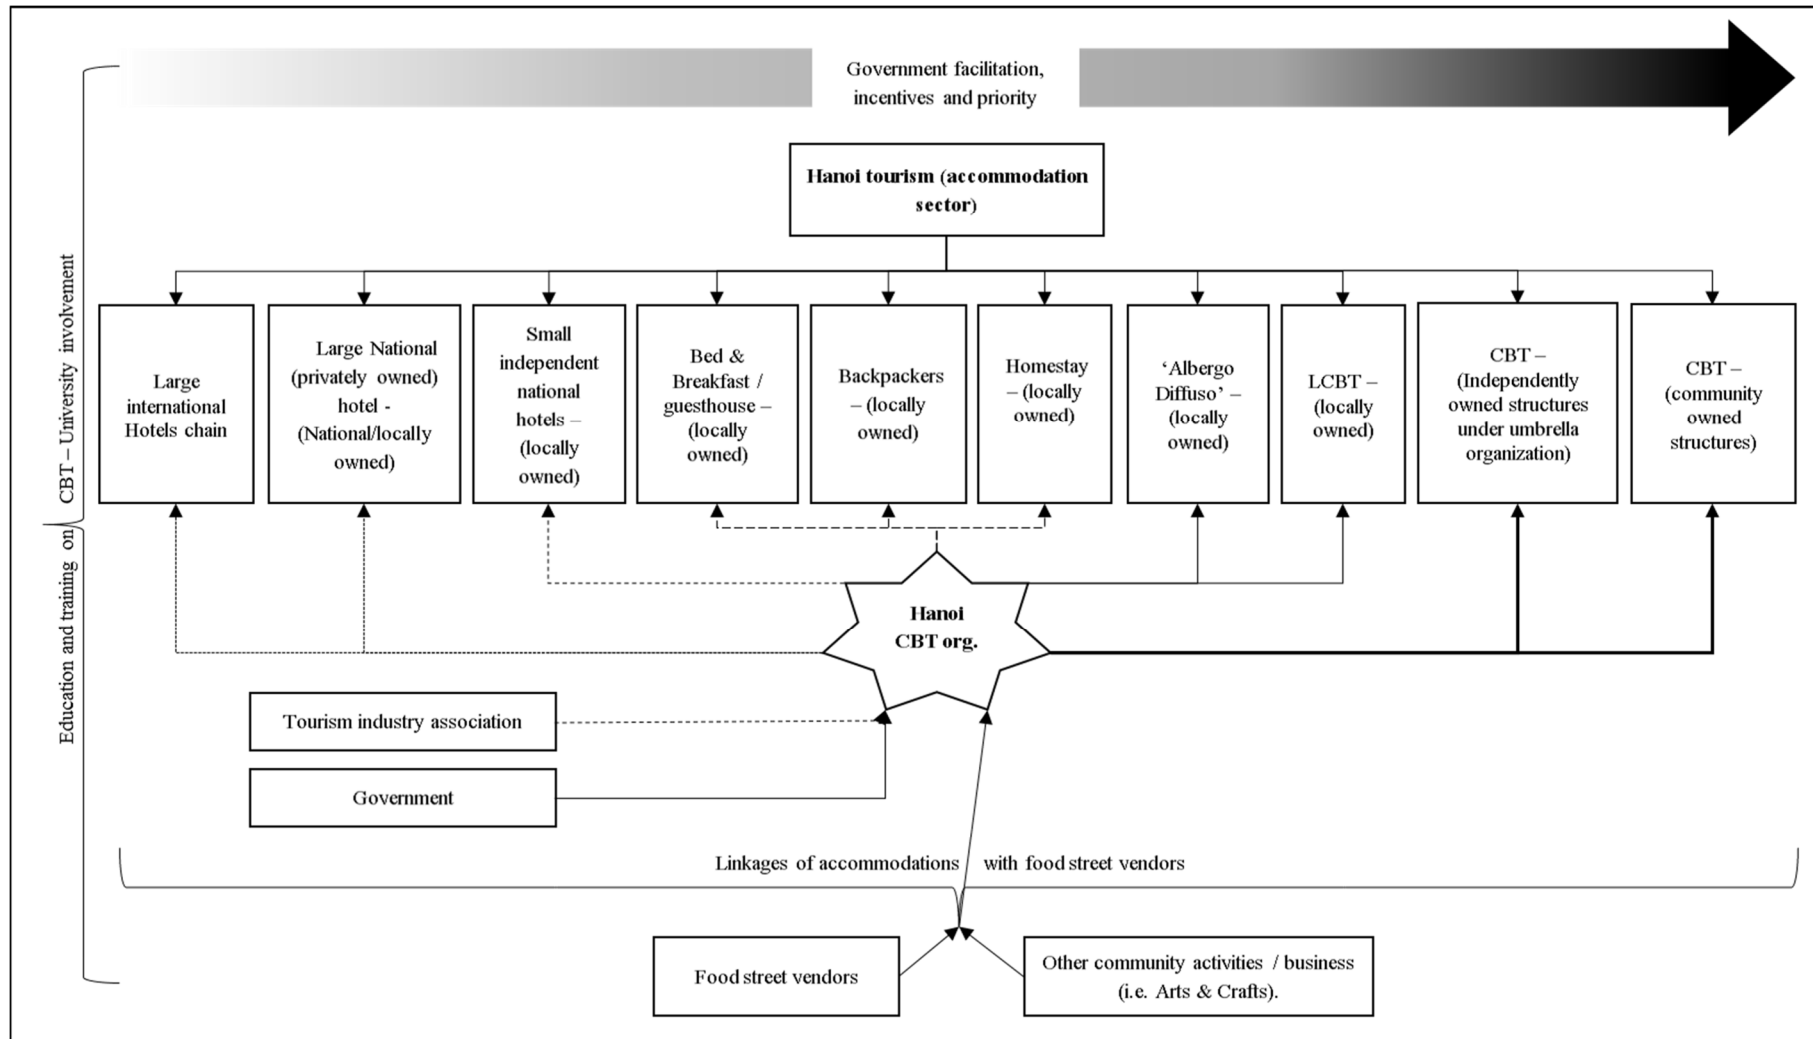 Government facilitation,
incentives and priority
Hanoi tourism (accommodation
sector)
CBT – University involvement
Education and training on
Large
international
Hotels chain
Large National
(privately owned)
hotel -
(National/locally
owned)
Small
independent
national
hotels –
(locally
owned)
Bed &
Breakfast /
guesthouse –
(locally
owned)
Backpackers
– (locally
owned)
Homestay
– (locally
owned)
‘Albergo
Diffuso’ –
(locally
owned)
LCBT –
(locally
owned)
CBT –
(Independently
owned structures
under umbrella
organization)
CBT –
(community
owned
structures)
Hanoi
CBT org.
Tourism industry association
Government
Linkages of accommodations with food street vendors
Food street vendors
Other community activities / business
(i.e. Arts & Crafts).